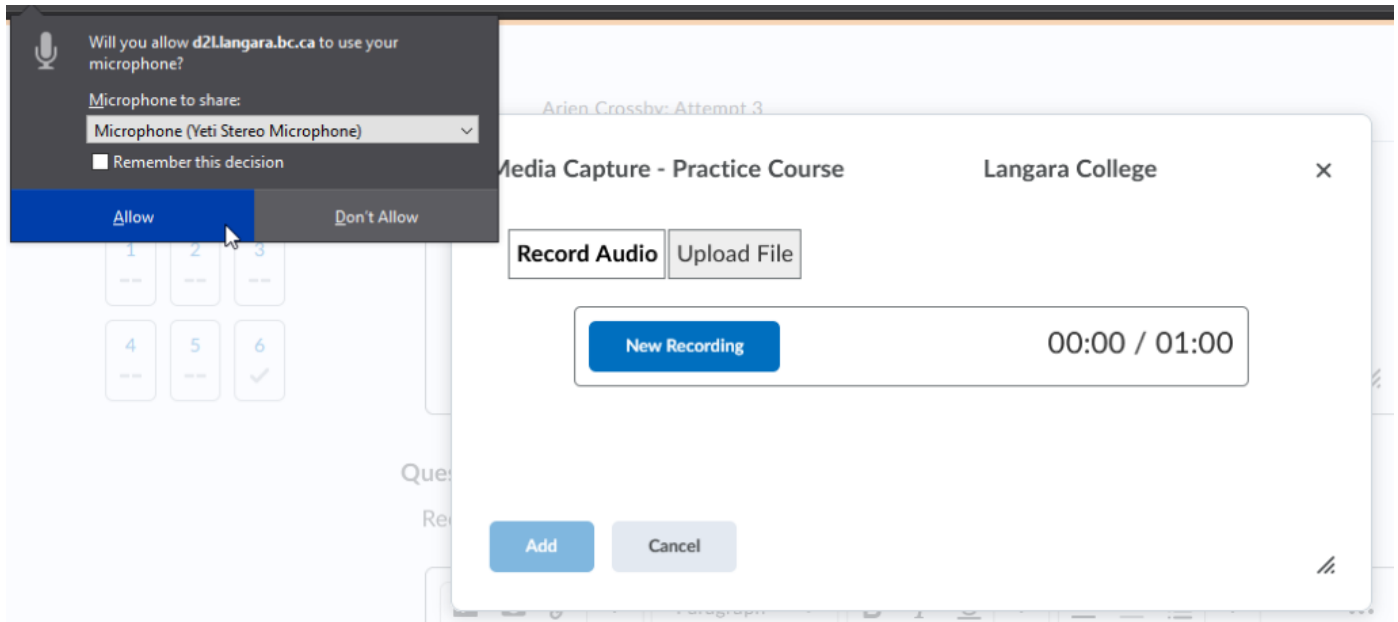 Will you allow d2l.langara.bc.ca to use your
microphone?
Microphone to share:
Microphone (Yeti Stereo Microphone)
Remember this decision
Allow Don't Allow
Arien Crossby: Attempt 3
Media Capture - Practice Course Langara College
Record Audio Upload File
New Recording 00:00 / 01:00
Add Cancel
1 2 3
-- -- --
4 5 6
-- --